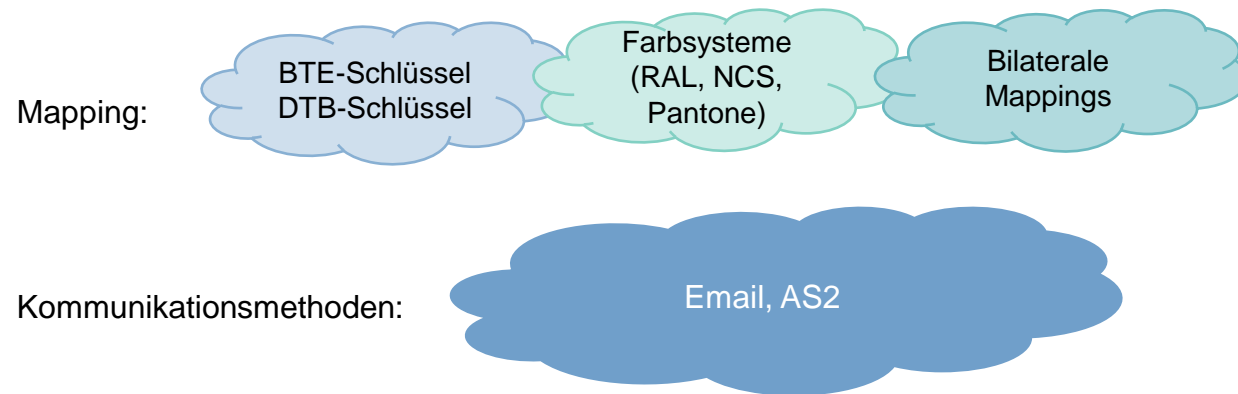 Mapping:
BTE-Schlüssel
DTB-Schlüssel
Farbsysteme
(RAL, NCS,
Pantone)
Bilaterale
Mappings
Kommunikationsmethoden:
Email, AS2